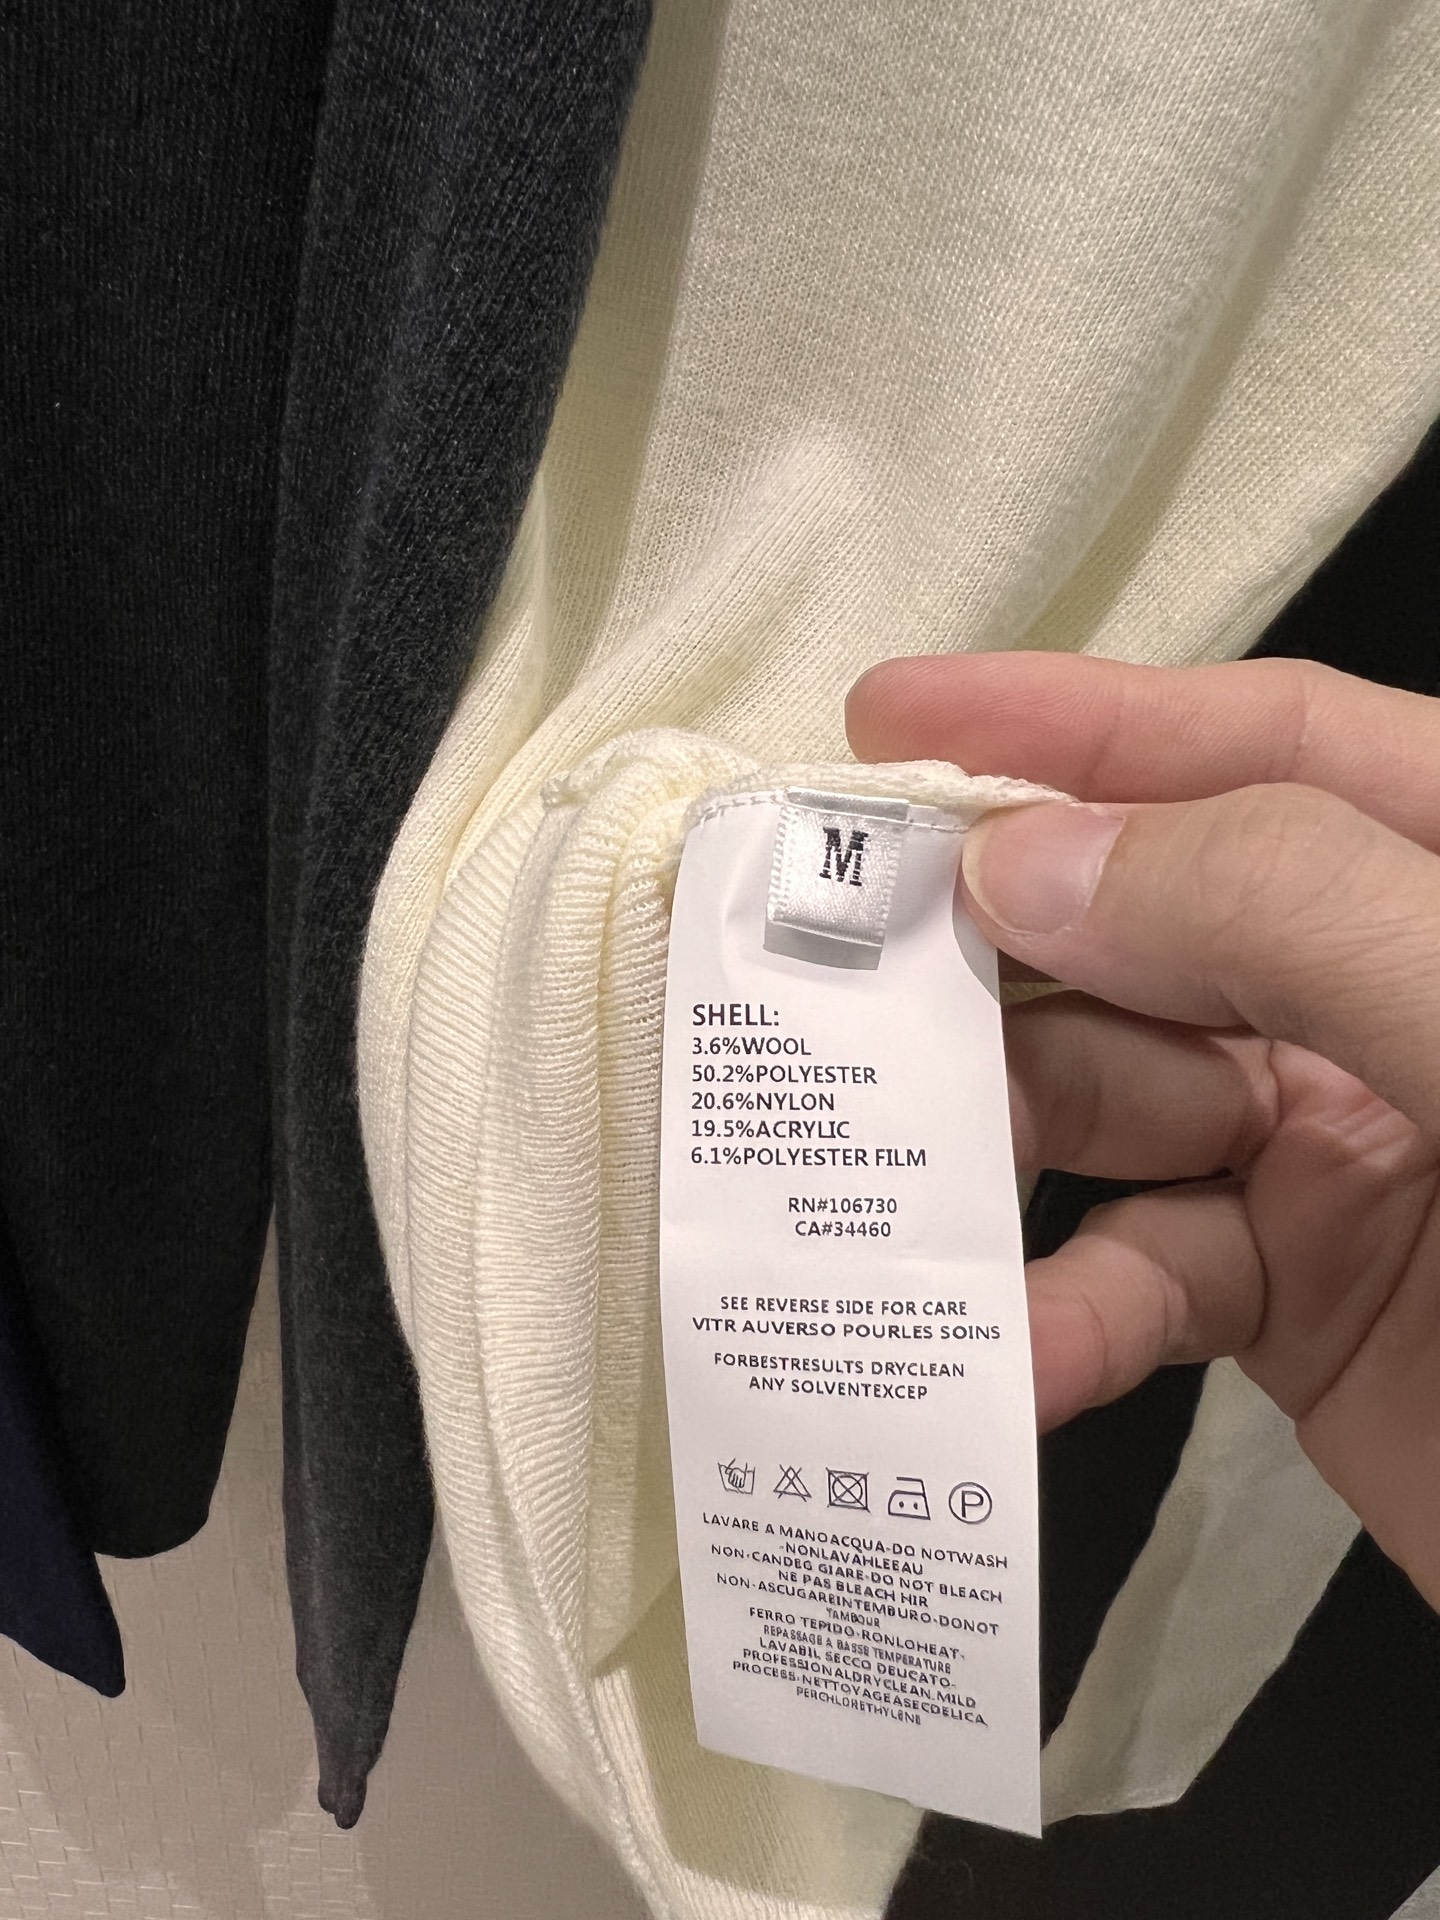 M
SHELL:
3.6%WOOL
50.2%POLYESTER
20.6%NYLON
19.5%ACRYLIC
6.1%POLYESTER FILM
RN#106730
CA#34460
SEE REVERSE SIDE FOR CARE
VITR AUVERSO POURLES SOINS
FORBESTRESULTS DRYCLEAN
ANY SOLVENTEXCEP
P
LAVARE A MANOACQUA-DO NOTWASH
-NONLAVAHLEEAU
NON-CANDEG GIARE-DO NOT BLEACH
NE PAS BLEACH HIR
NON-ASCUGAREINTEMBURO-DONOT
TAMBOUR
FERRO TEPIDO-RONLOHEAT-
REPASSAGE A BASSE TEMPERATURE
LAVABIL SECCO DEUCATO-
PROFESSIONALDRYCLEAN.MILD
PROCESS-NETTOYAGEASECDELICA
PERCHLORETHYLENE